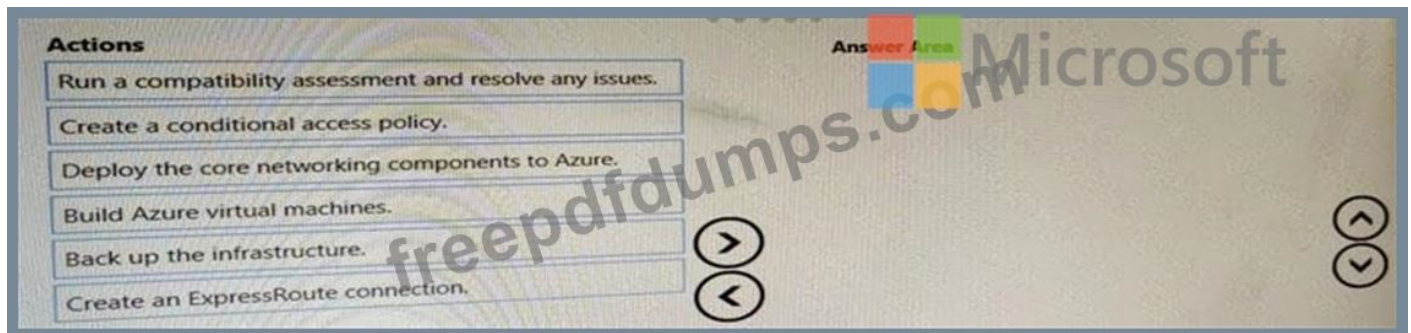 Actions
Answer Area
Microsoft
Run a compatibility assessment and resolve any issues.
Create a conditional access policy.
Deploy the core networking components to Azure.
Build Azure virtual machines.
Back up the infrastructure.
Create an ExpressRoute connection.
freepdfdumps.com